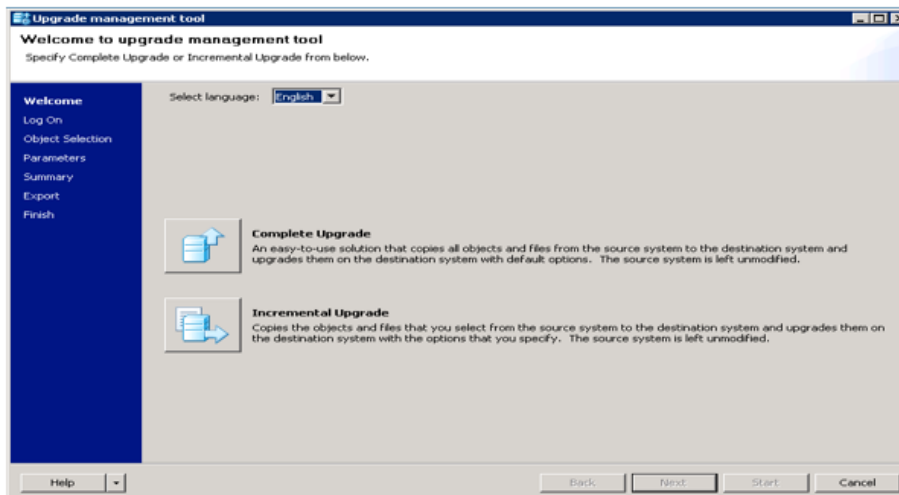 Upgrade management tool
Welcome to upgrade management tool
Specify Complete Upgrade or Incremental Upgrade from below.
Welcome
Log On
Object Selection
Parameters
Summary
Export
Finish
Select language: English
Complete Upgrade
An easy-to-use solution that copies all objects and files from the source system to the destination system and
upgrades them on the destination system with default options. The source system is left unmodified.
Incremental Upgrade
Copies the objects and files that you select from the source system to the destination system and upgrades them on
the destination system with the options that you specify. The source system is left unmodified.
Help
Back
Next
Start
Cancel